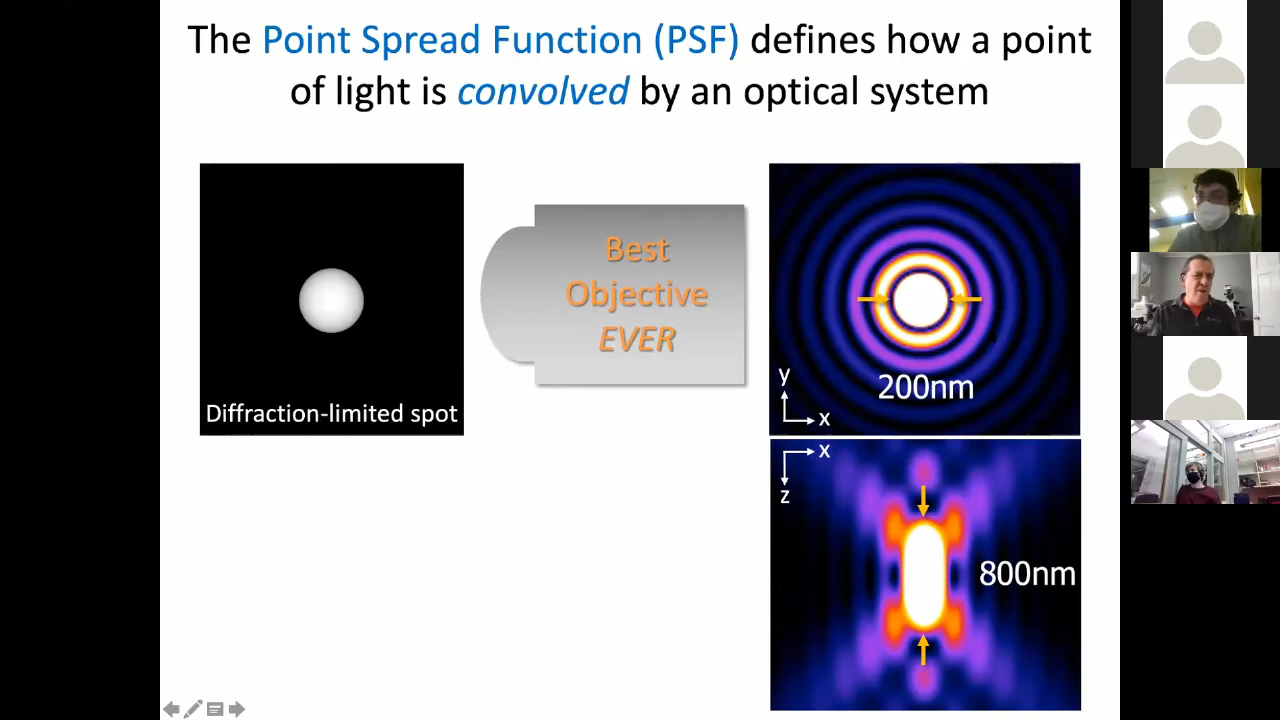 The Point Spread Function (PSF) defines how a point
of light is convolved by an optical system
Diffraction-limited spot
Best
Objective
EVER
200nm
y
x
x
z
800nm